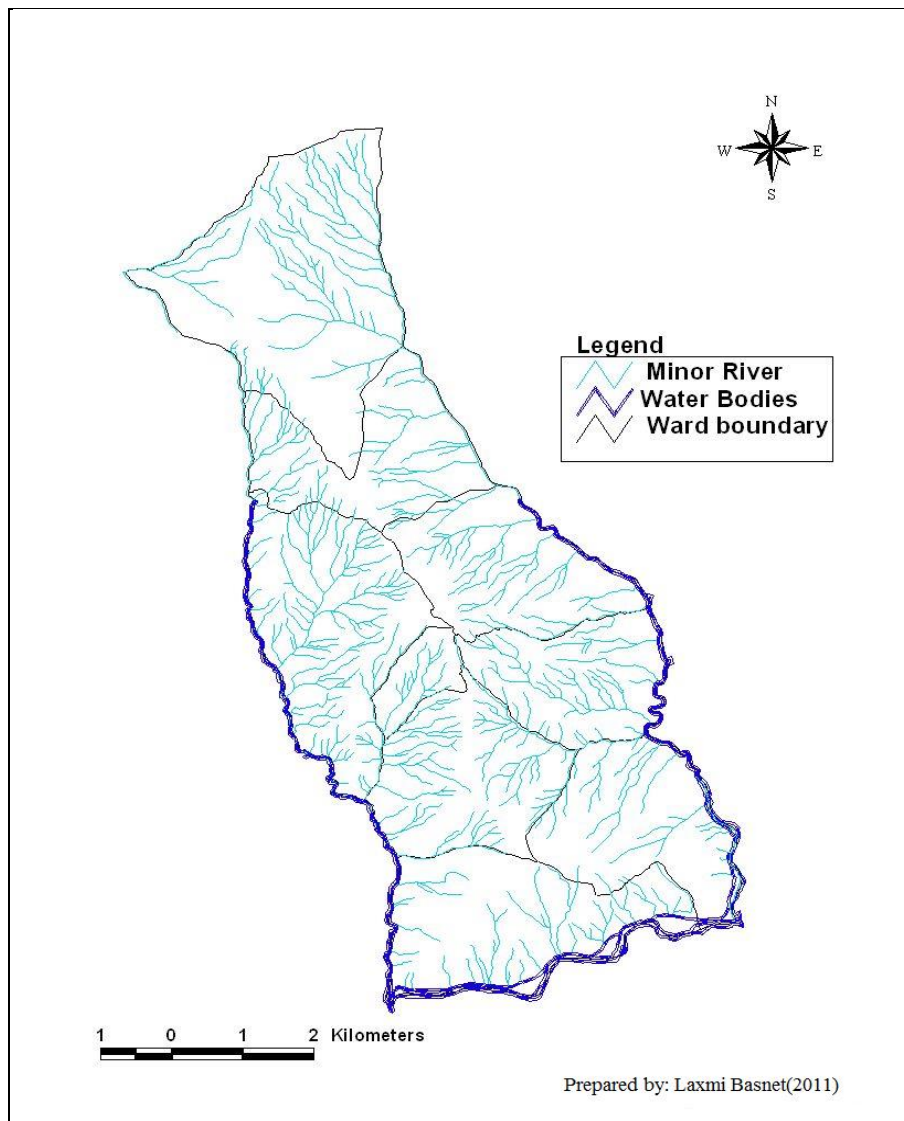 N
W E
S
Legend
Minor River
Water Bodies
Ward boundary
1 0 1 2 Kilometers
Prepared by: Laxmi Basnet(2011)